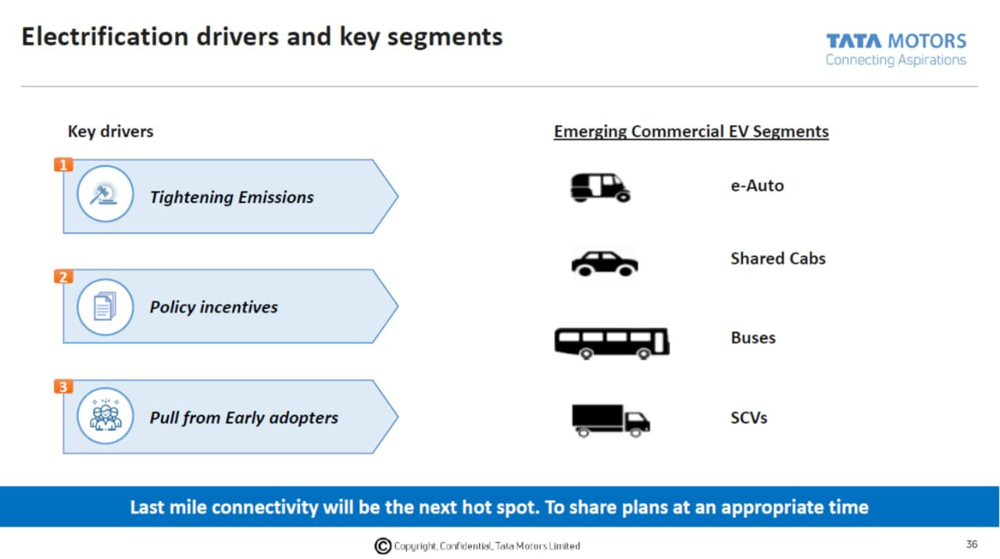 Electrification drivers and key segments
TATA MOTORS
Connecting Aspirations
Key drivers
1
Tightening Emissions
2
Policy incentives
3
Pull from Early adopters
Emerging Commercial EV Segments
e-Auto
Shared Cabs
Buses
SCVs
Last mile connectivity will be the next hot spot. To share plans at an appropriate time
© Copyright, Confidential, Tata Motors Limited
36